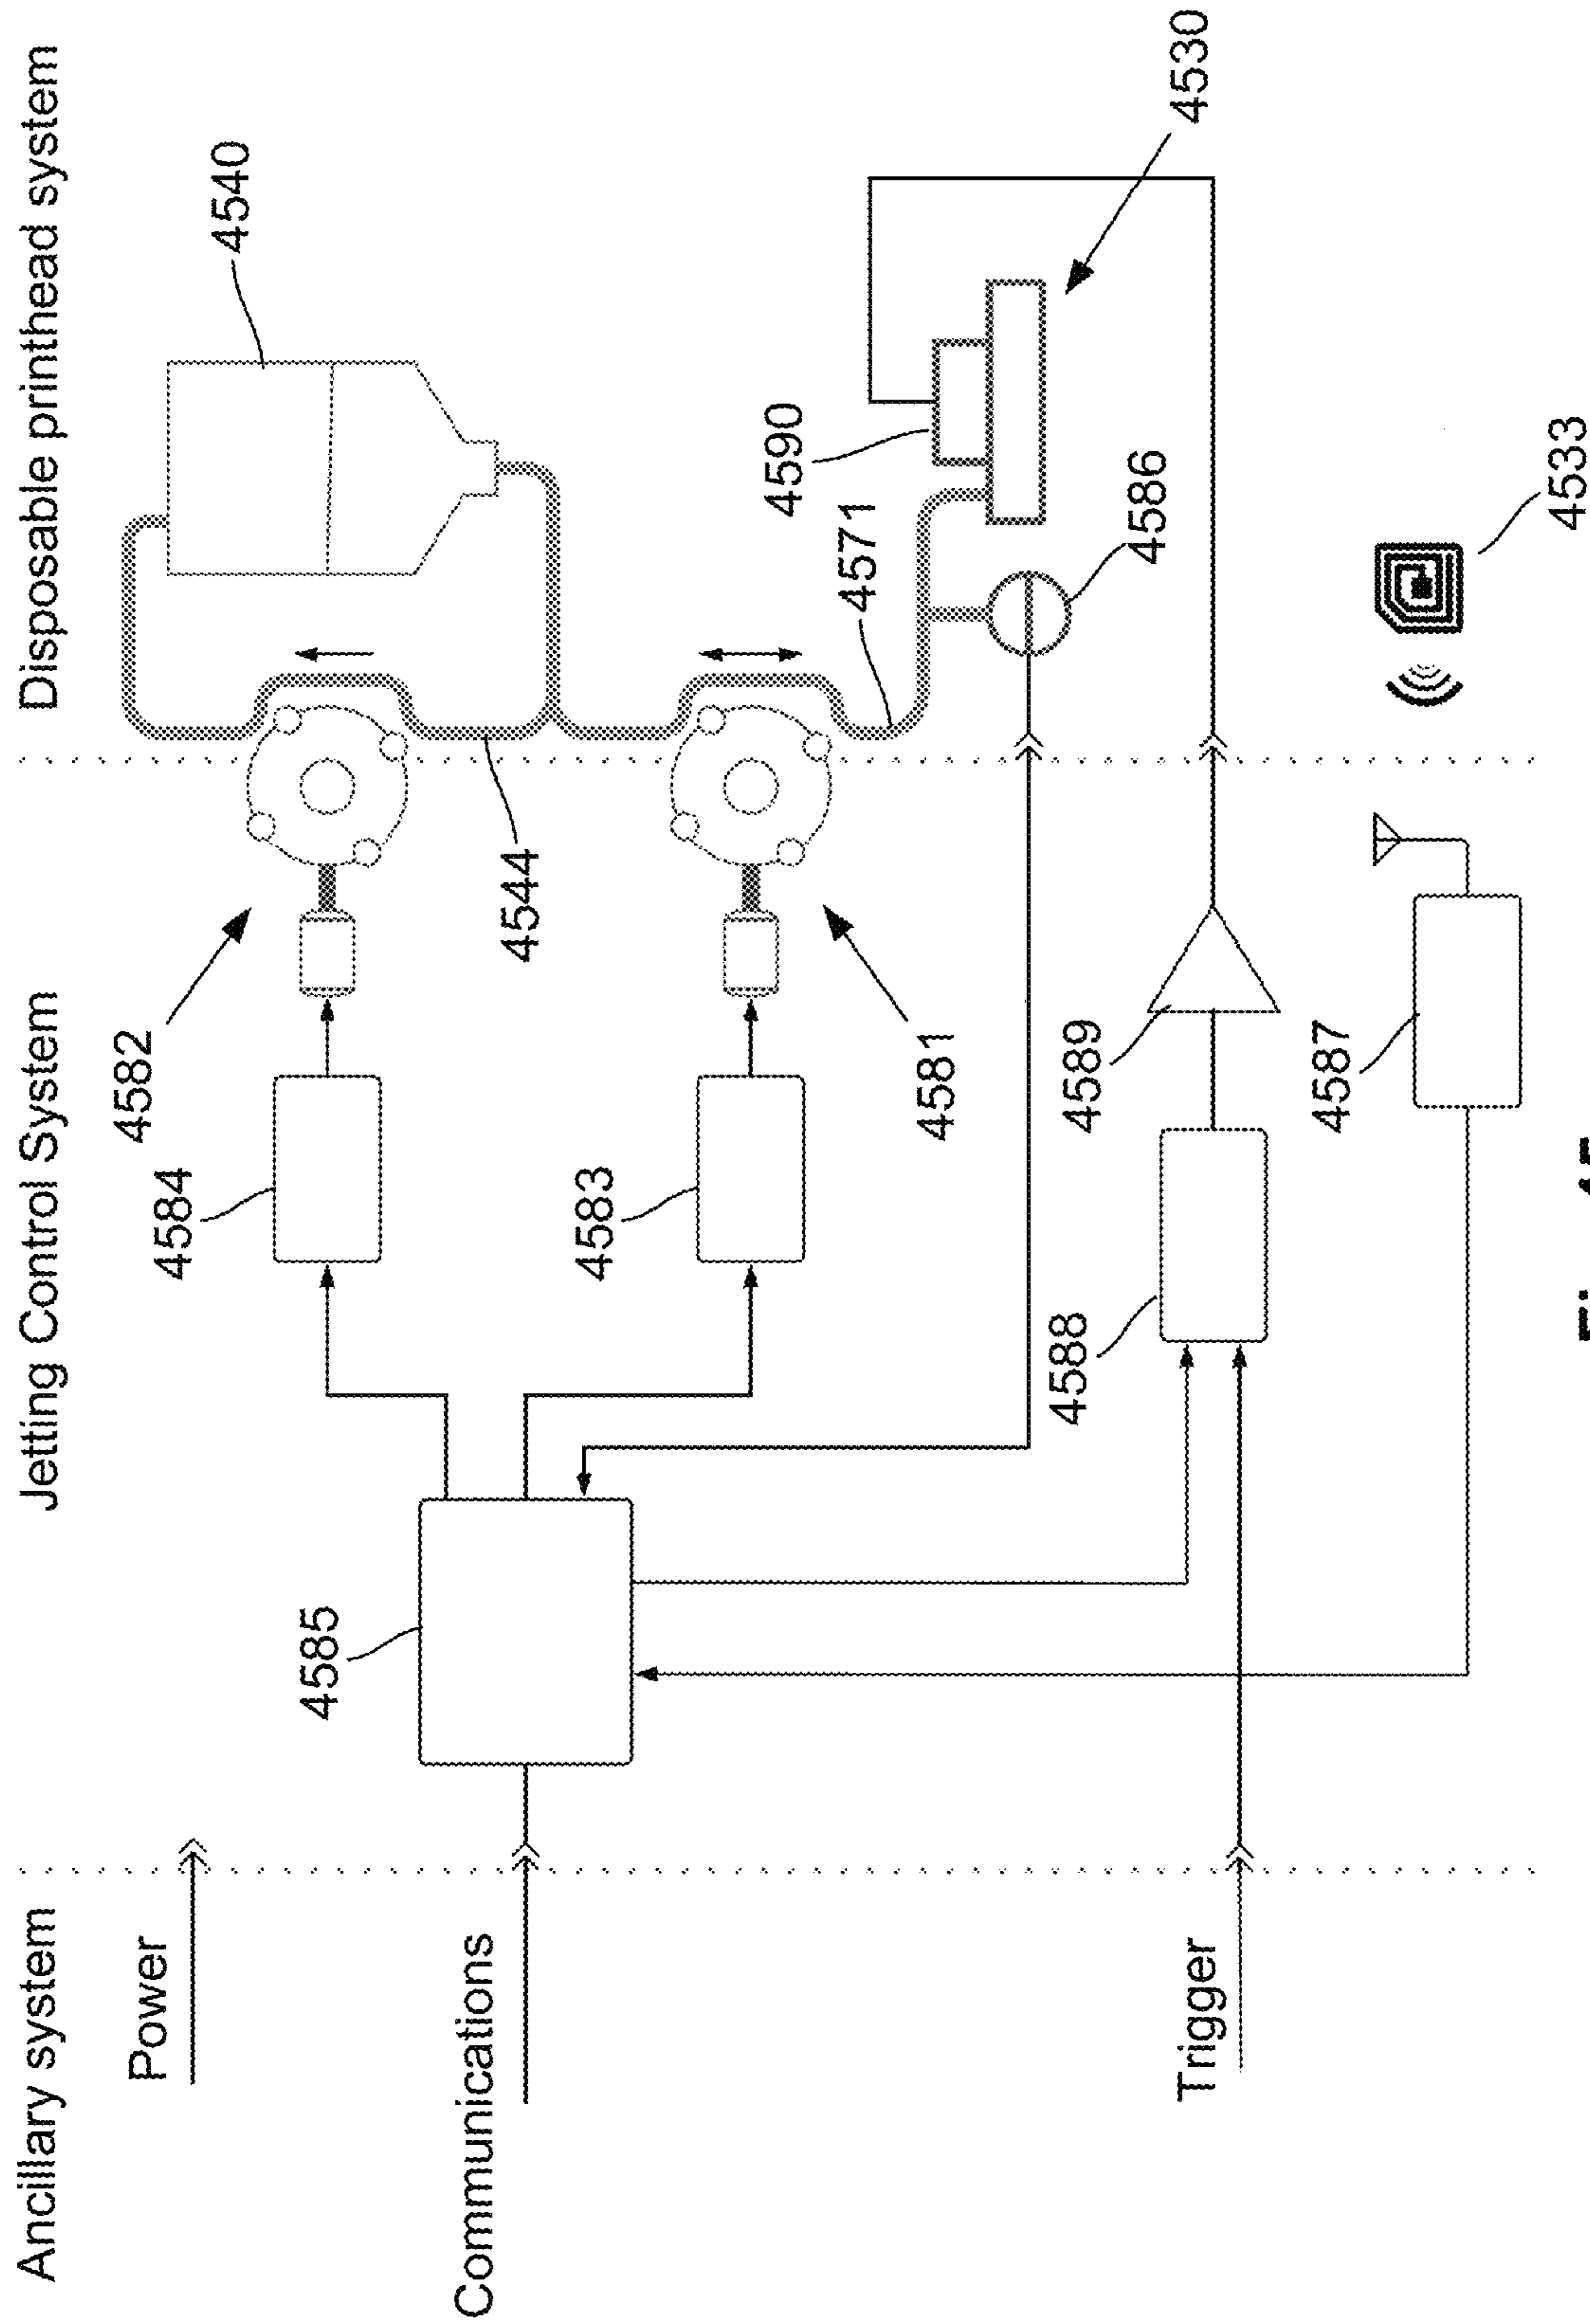 Ancillary system
Jetting Control System
Disposable printhead system
Power
4582
4540
4584
4585
4544
Communications
4583
4590
4571
4581
4586
4530
4588
4589
Trigger
4587
4533